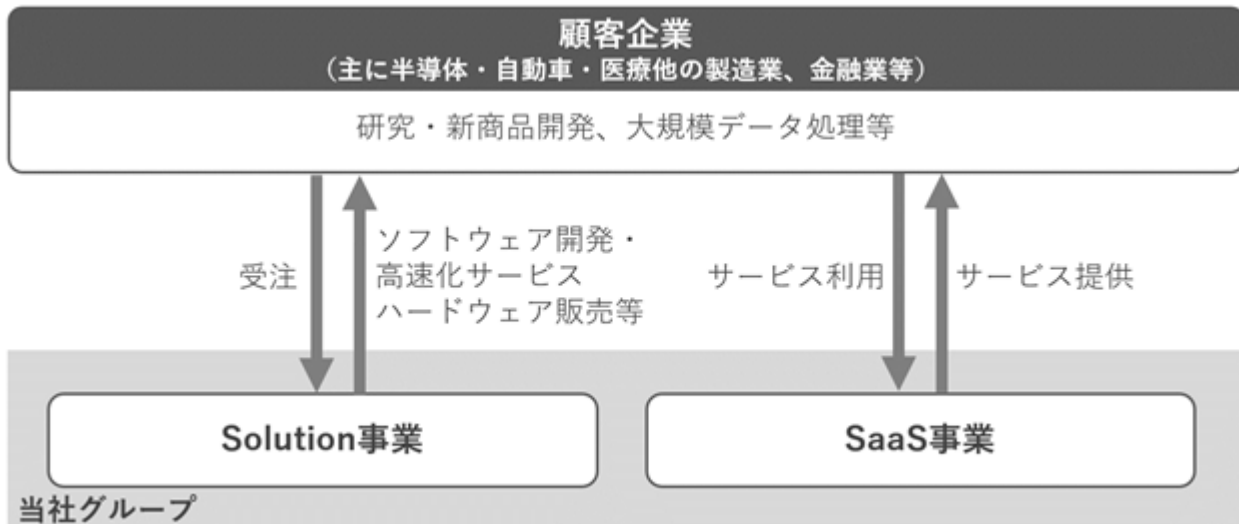 顧客企業
（主に半導体・自動車・医療他の製造業、金融業等）
研究・新商品開発、大規模データ処理等
受注
ソフトウェア開発・
高速化サービス
ハードウェア販売等
サービス利用
サービス提供
Solution事業
SaaS事業
当社グループ